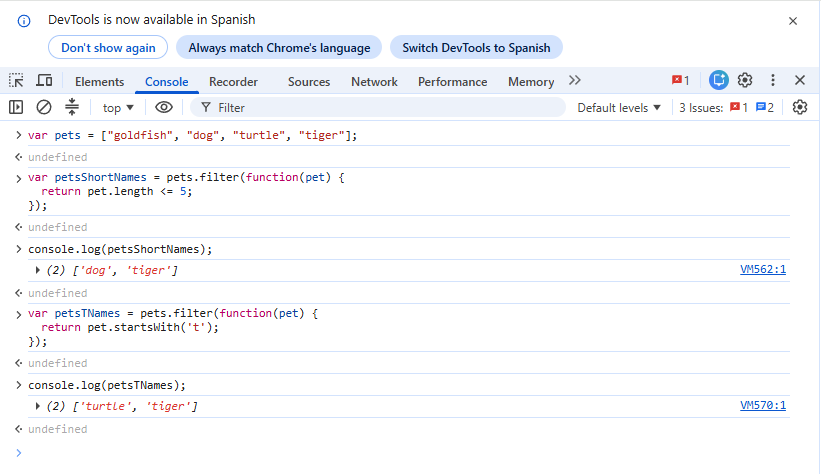 DevTools is now available in Spanish
Don't show again Always match Chrome's language Switch DevTools to Spanish
Elements Console Recorder Sources Network Performance Memory 1
top Filter Default levels 3 Issues: 1 2
var pets = ["goldfish", "dog", "turtle", "tiger"];
undefined
var petsShortNames = pets.filter(function(pet) {
return pet.length <= 5;
});
undefined
console.log(petsShortNames);
(2) ['dog', 'tiger'] VM562:1
undefined
var petsTNames = pets.filter(function(pet) {
return pet.startsWith('t');
});
undefined
console.log(petsTNames);
(2) ['turtle', 'tiger'] VM570:1
undefined